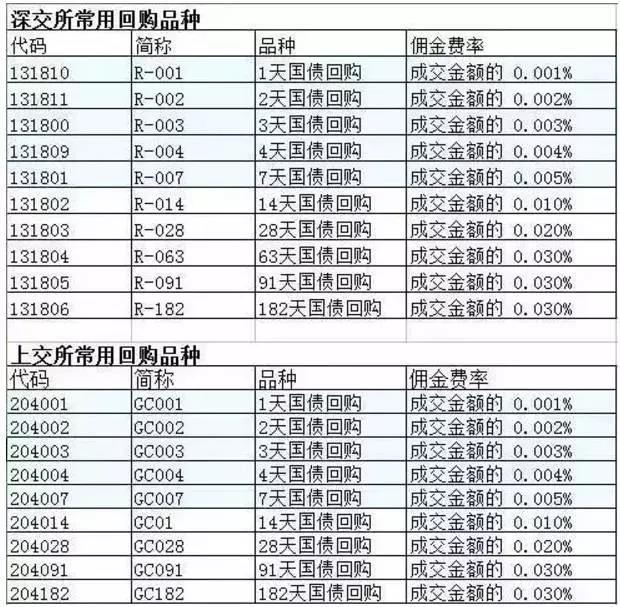 深交所常用回购品种
代码 简称 品种 佣金费率
131810 R-001 1天国债回购 成交金额的 0.001%
131811 R-002 2天国债回购 成交金额的 0.002%
131800 R-003 3天国债回购 成交金额的 0.003%
131809 R-004 4天国债回购 成交金额的 0.004%
131801 R-007 7天国债回购 成交金额的 0.005%
131802 R-014 14天国债回购 成交金额的 0.010%
131803 R-028 28天国债回购 成交金额的 0.020%
131804 R-063 63天国债回购 成交金额的 0.030%
131805 R-091 91天国债回购 成交金额的 0.030%
131806 R-182 182天国债回购 成交金额的 0.030%
上交所常用回购品种
代码 简称 品种 佣金费率
204001 GC001 1天国债回购 成交金额的 0.001%
204002 GC002 2天国债回购 成交金额的 0.002%
204003 GC003 3天国债回购 成交金额的 0.003%
204004 GC004 4天国债回购 成交金额的 0.004%
204007 GC007 7天国债回购 成交金额的 0.005%
204014 GC01 14天国债回购 成交金额的 0.010%
204028 GC028 28天国债回购 成交金额的 0.020%
204091 GC091 91天国债回购 成交金额的 0.030%
204182 GC182 182天国债回购 成交金额的 0.030%